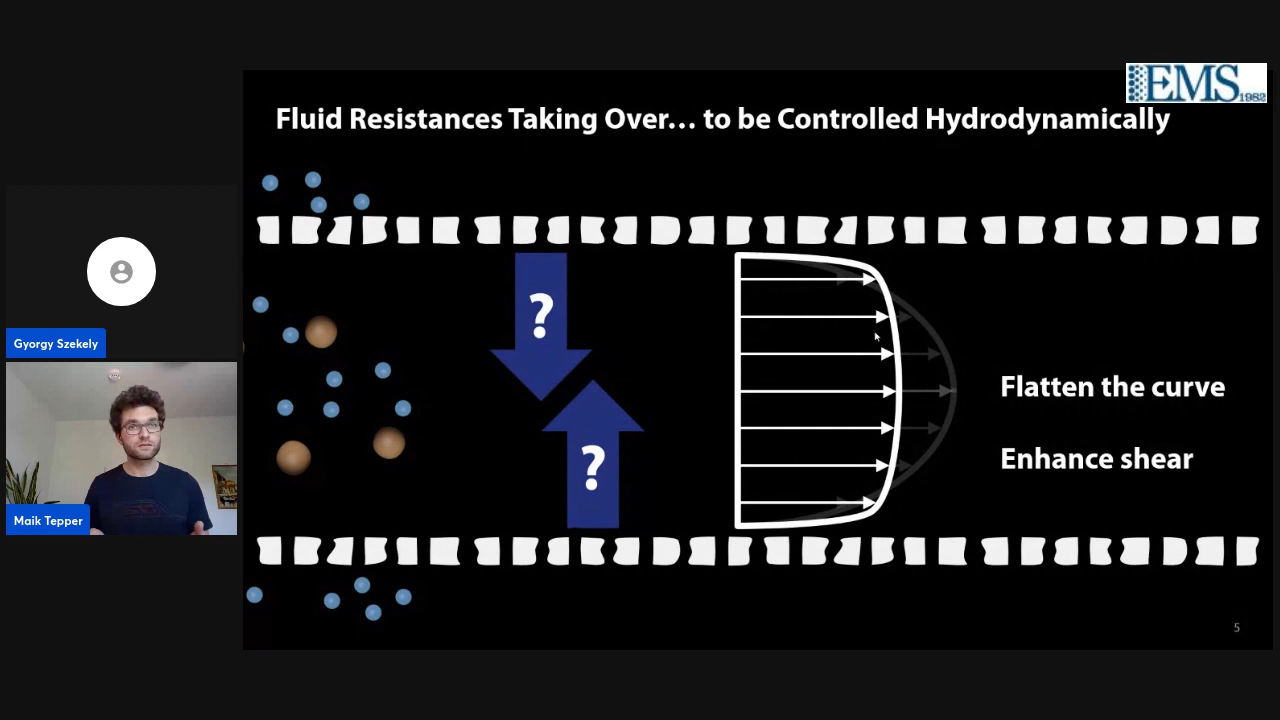 EMS 1982
Fluid Resistances Taking Over… to be Controlled Hydrodynamically
?
?
Flatten the curve
Enhance shear
Gyorgy Szekely
Maik Tepper
5